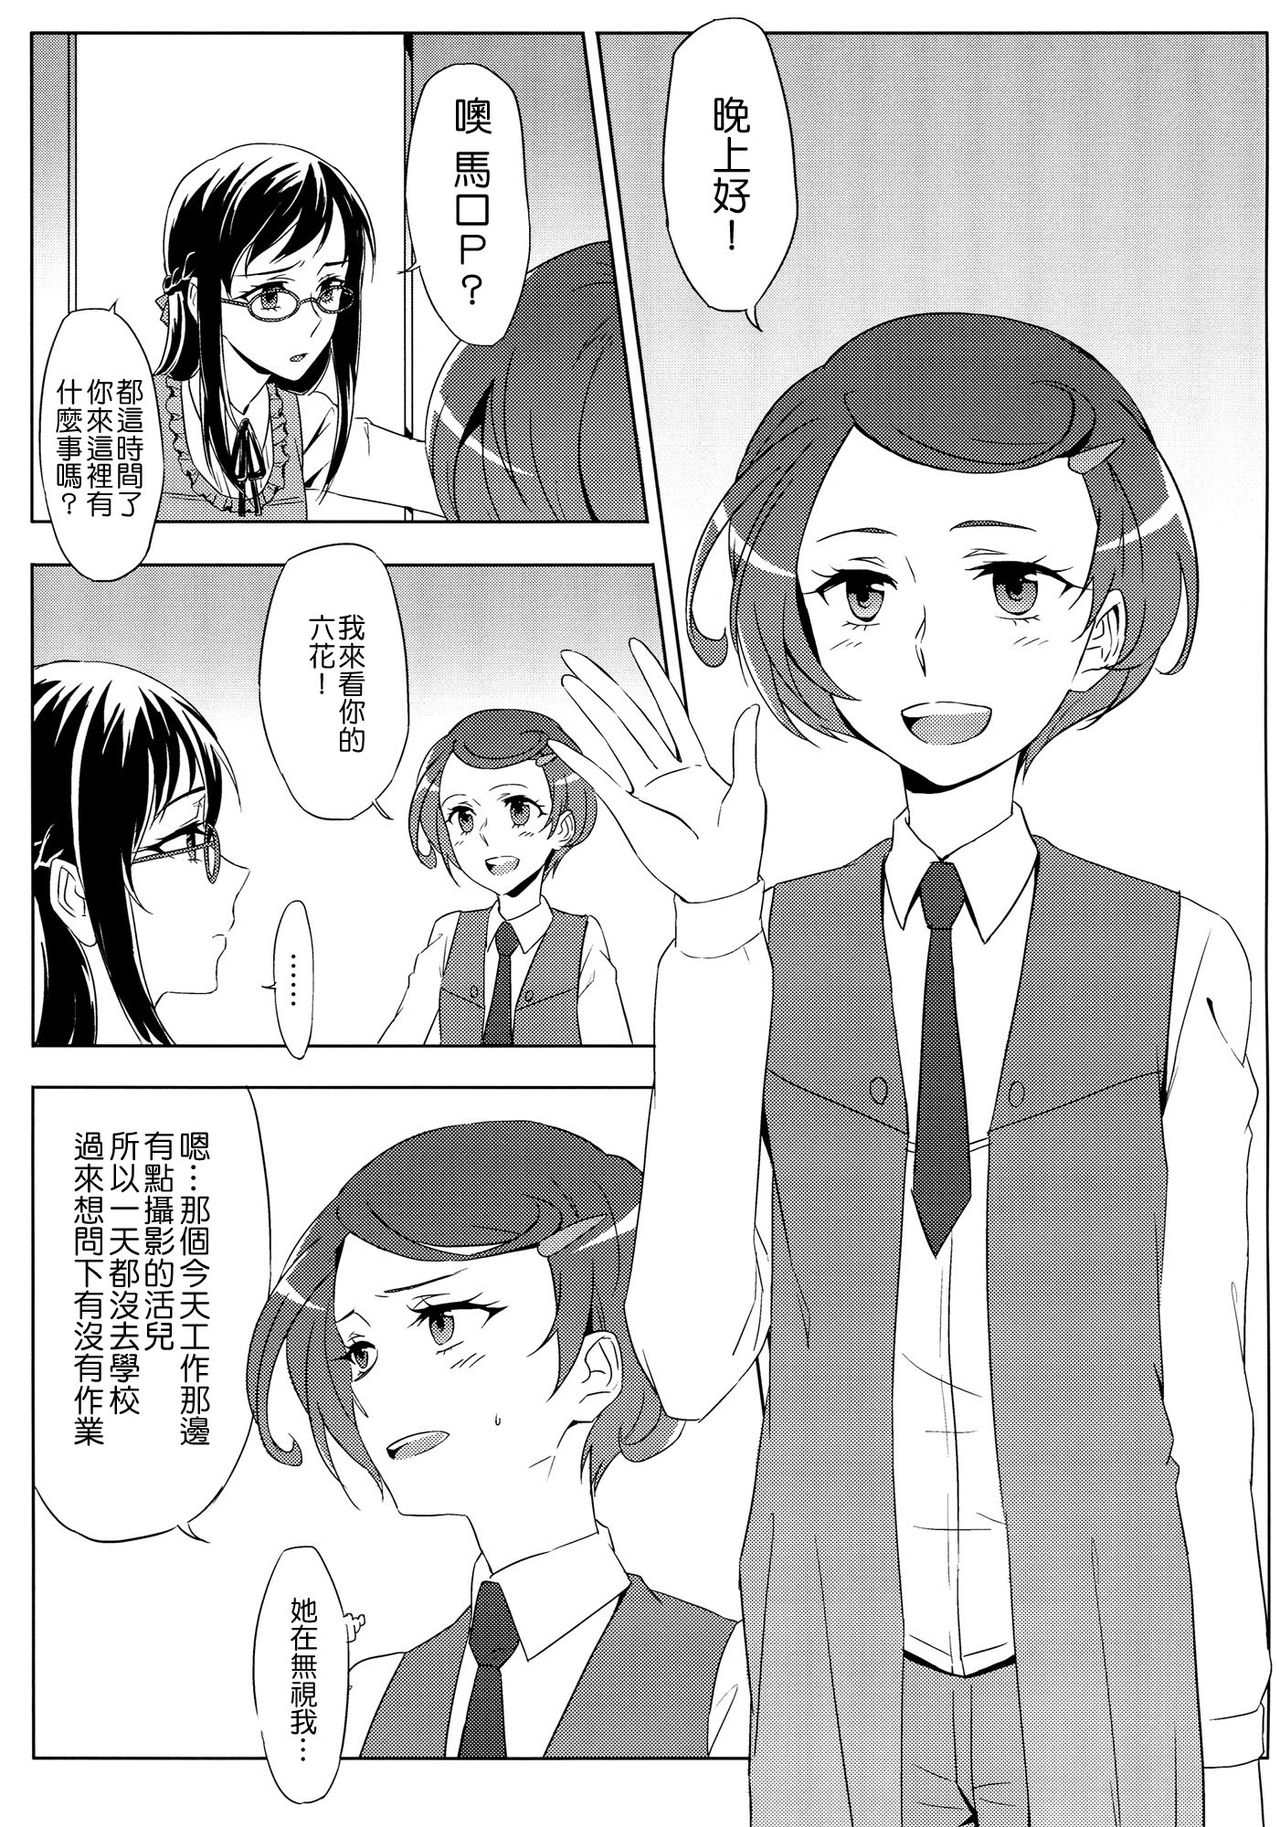 晚上好！
噢 馬口P？
都這時間了
你來這裡有
什麼事嗎？
我來看你的
六花！
……
嗯…那個今天工作那邊
有點攝影的活兒
所以一天都沒去學校
過來想問下有沒有作業
她在無視我…